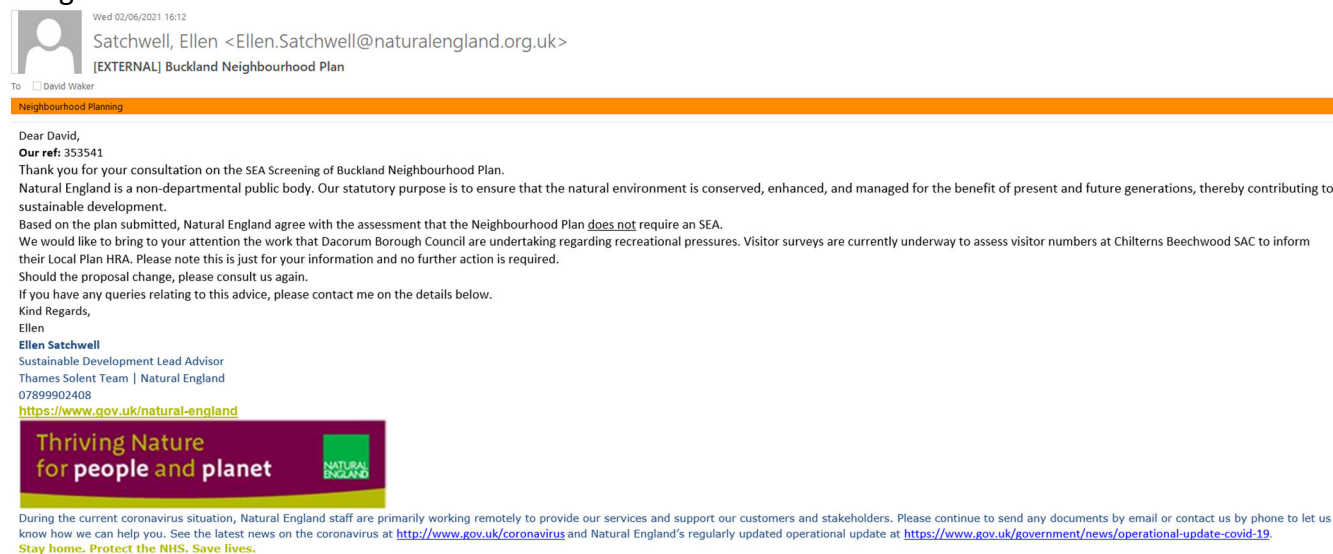 Wed 02/06/2021 16:12
Satchwell, Ellen <Ellen.Satchwell@naturalengland.org.uk>
[EXTERNAL] Buckland Neighbourhood Plan
To David Waker
Neighbourhood Planning
Dear David,
Our ref: 353541
Thank you for your consultation on the SEA Screening of Buckland Neighbourhood Plan.
Natural England is a non-departmental public body. Our statutory purpose is to ensure that the natural environment is conserved, enhanced, and managed for the benefit of present and future generations, thereby contributing to
sustainable development.
Based on the plan submitted, Natural England agree with the assessment that the Neighbourhood Plan does not require an SEA.
We would like to bring to your attention the work that Dacorum Borough Council are undertaking regarding recreational pressures. Visitor surveys are currently underway to assess visitor numbers at Chilterns Beechwood SAC to inform
their Local Plan HRA. Please note this is just for your information and no further action is required.
Should the proposal change, please consult us again.
If you have any queries relating to this advice, please contact me on the details below.
Kind Regards,
Ellen
Ellen Satchwell
Sustainable Development Lead Advisor
Thames Solent Team | Natural England
07899902408
https://www.gov.uk/natural-england
Thriving Nature
for people and planet
NATURAL
ENGLAND
During the current coronavirus situation, Natural England staff are primarily working remotely to provide our services and support our customers and stakeholders. Please continue to send any documents by email or contact us by phone to let us
know how we can help you. See the latest news on the coronavirus at http://www.gov.uk/coronavirus and Natural England's regularly updated operational update at https://www.gov.uk/government/news/operational-update-covid-19.
Stay home. Protect the NHS. Save lives.